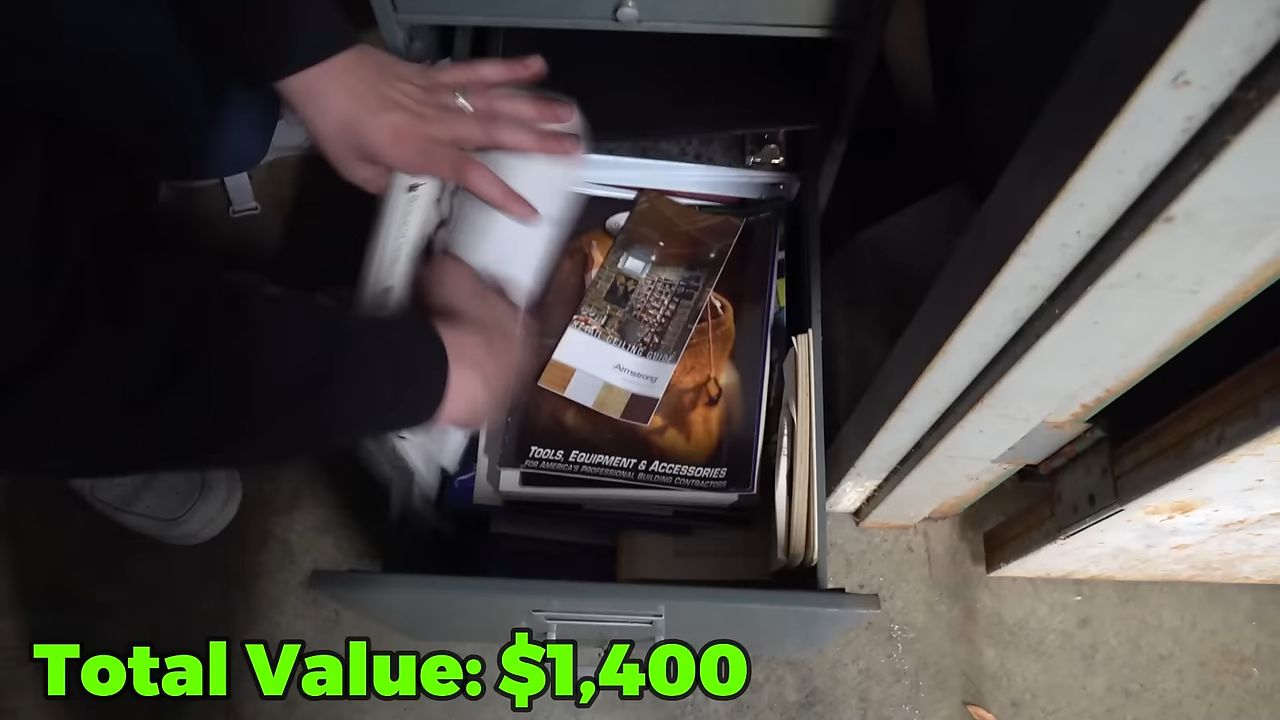 CEILING GUIDE
Armstrong
TOOLS, EQUIPMENT & ACCESSORIES
FOR AMERICA'S PROFESSIONAL BUILDING CONTRACTORS
Total Value: $1,400